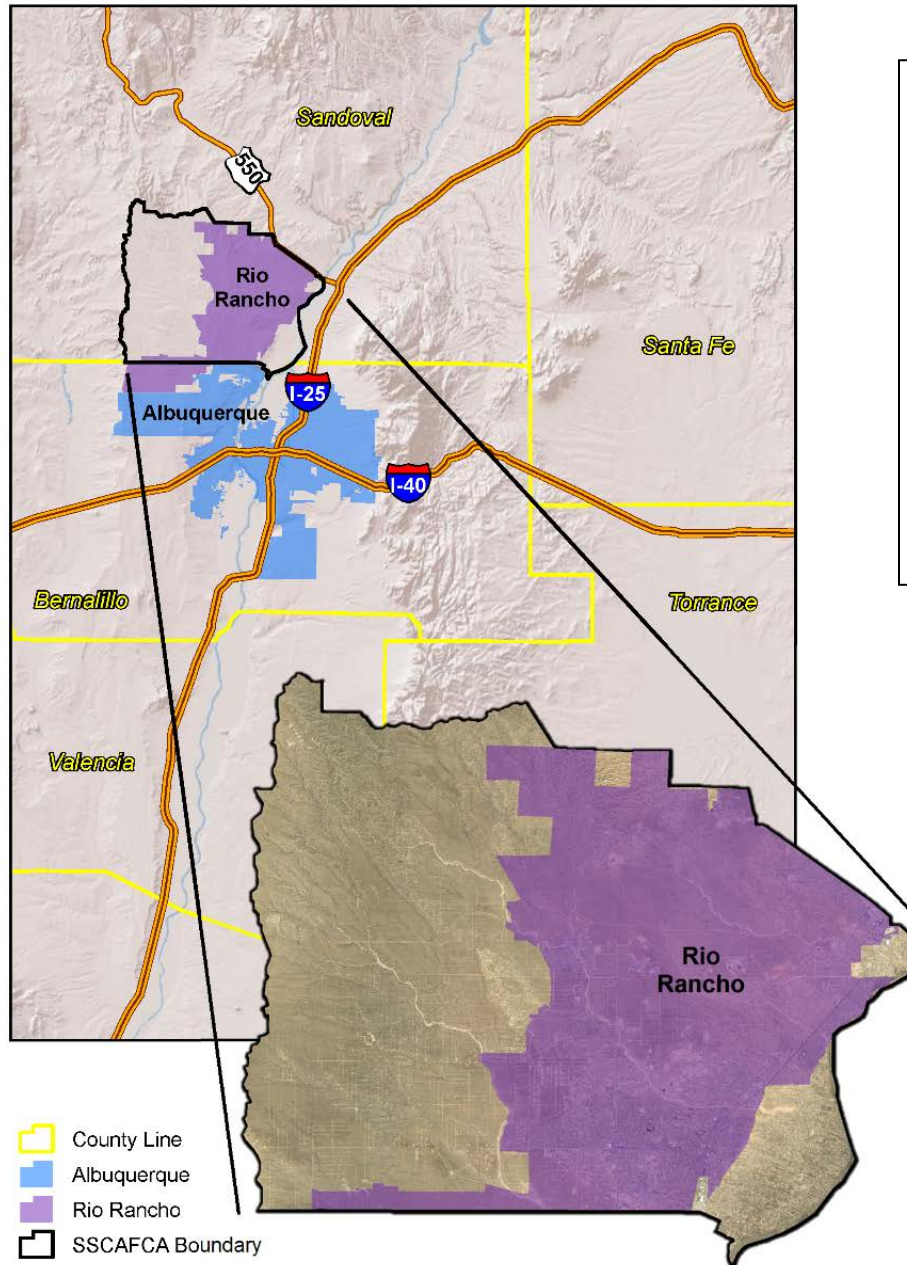 Sandoval
550
Rio
Rancho
Santa Fe
I-25
Albuquerque
I-40
Bernalillo
Torrance
Valencia
Rio
Rancho
County Line
Albuquerque
Rio Rancho
SSCAFCA Boundary